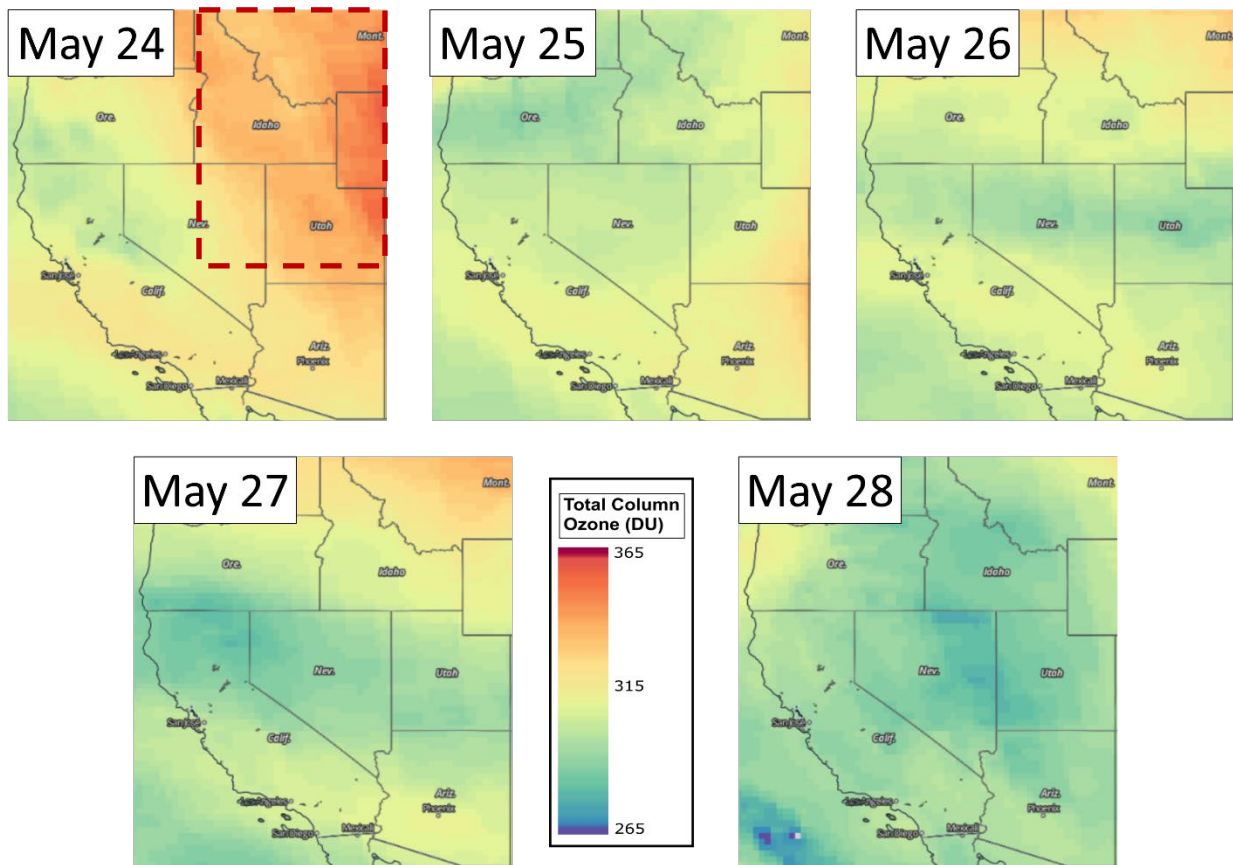 May 24
Mont.
Ore.
Idaho
Nev.
Utah
San Jose
Calif.
Los Angeles
Ariz.
Phoenix
San Diego
Mexicali
May 25
Ore.
Idaho
Nev.
Utah
San Jose
Calif.
Los Angeles
Ariz.
Phoenix
San Diego
Mexicali
May 26
Mont.
Ore.
Idaho
Nev.
Utah
San Jose
Calif.
Los Angeles
Ariz.
Phoenix
San Diego
Mexicali
May 27
Mont.
Ore.
Idaho
Nev.
Utah
San Jose
Calif.
Los Angeles
Ariz.
Phoenix
San Diego
Mexicali
Total Column
Ozone (DU)
365
315
265
May 28
Mont.
Ore.
Idaho
Nev.
Utah
San Jose
Calif.
Los Angeles
Ariz.
Phoenix
San Diego
Mexicali